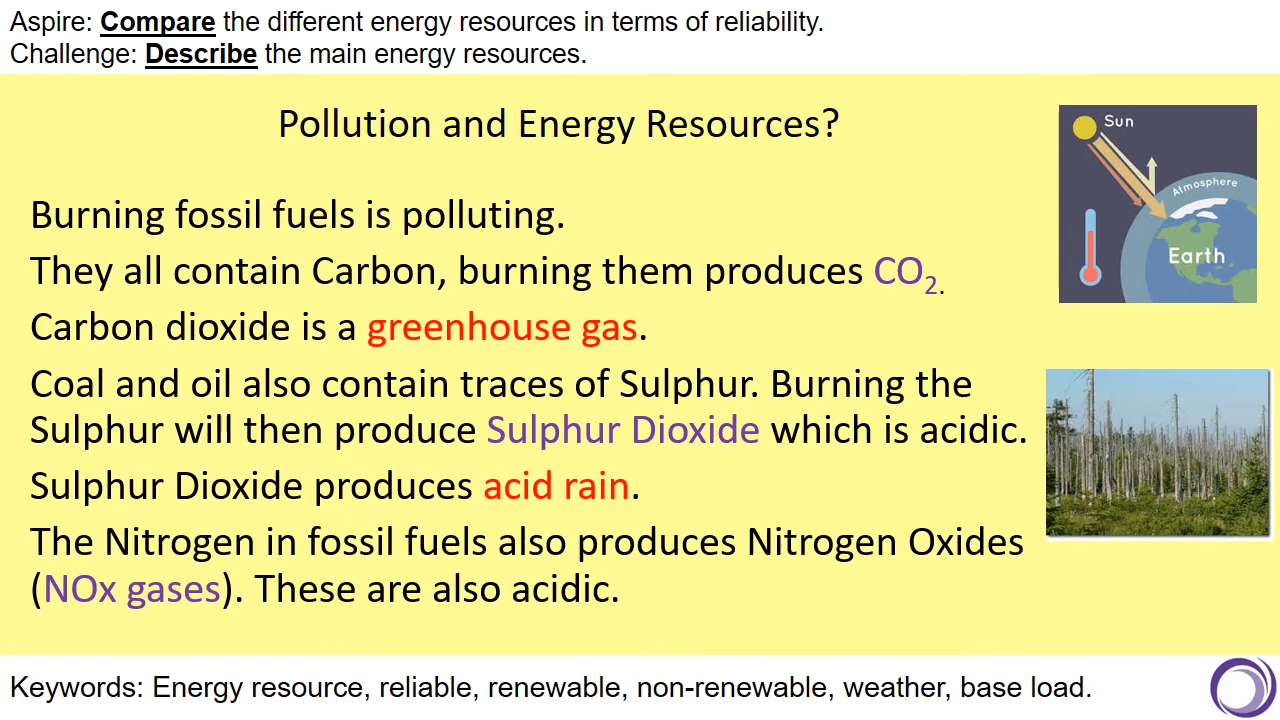 Aspire: Compare the different energy resources in terms of reliability.
Challenge: Describe the main energy resources.
Pollution and Energy Resources?
Burning fossil fuels is polluting.
They all contain Carbon, burning them produces CO₂.
Carbon dioxide is a greenhouse gas.
Coal and oil also contain traces of Sulphur. Burning the
Sulphur will then produce Sulphur Dioxide which is acidic.
Sulphur Dioxide produces acid rain.
The Nitrogen in fossil fuels also produces Nitrogen Oxides
(NOx gases). These are also acidic.
Sun
Atmosphere
Earth
Keywords: Energy resource, reliable, renewable, non-renewable, weather, base load.